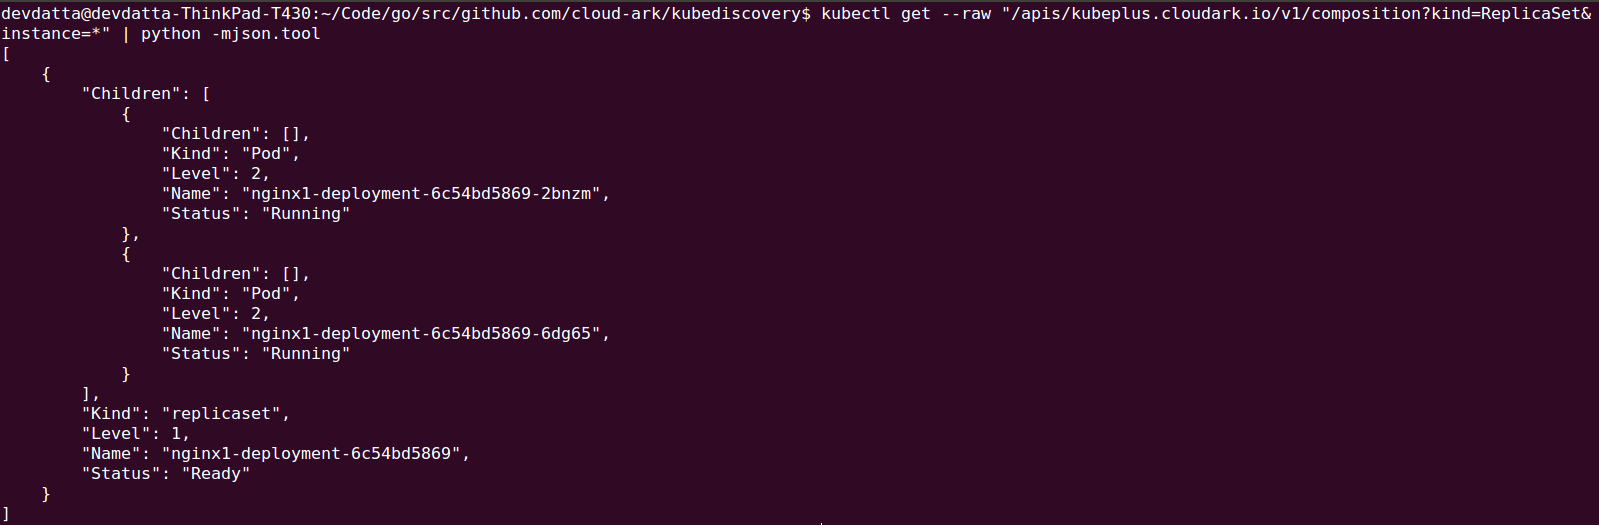 devdatta@devdatta-ThinkPad-T430:~/Code/go/src/github.com/cloud-ark/kubediscovery$ kubectl get --raw "/apis/kubeplus.cloudark.io/v1/composition?kind=ReplicaSet&
instance=*" | python -mjson.tool
[
    {
        "Children": [
            {
                "Children": [],
                "Kind": "Pod",
                "Level": 2,
                "Name": "nginx1-deployment-6c54bd5869-2bnzm",
                "Status": "Running"
            },
            {
                "Children": [],
                "Kind": "Pod",
                "Level": 2,
                "Name": "nginx1-deployment-6c54bd5869-6dg65",
                "Status": "Running"
            }
        ],
        "Kind": "replicaset",
        "Level": 1,
        "Name": "nginx1-deployment-6c54bd5869",
        "Status": "Ready"
    }
]